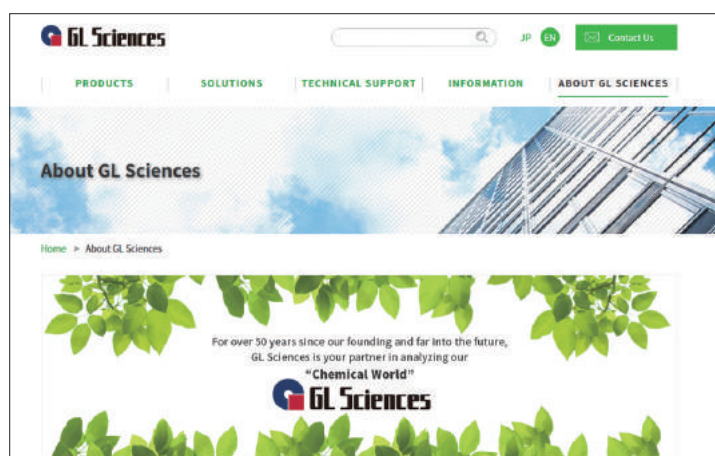 GL Sciences
JP EN Contact Us
PRODUCTS SOLUTIONS TECHNICAL SUPPORT INFORMATION ABOUT GL SCIENCES
About GL Sciences
Home > About GL Sciences
For over 50 years since our founding and far into the future,
GL Sciences is your partner in analyzing our
“Chemical World”
GL Sciences